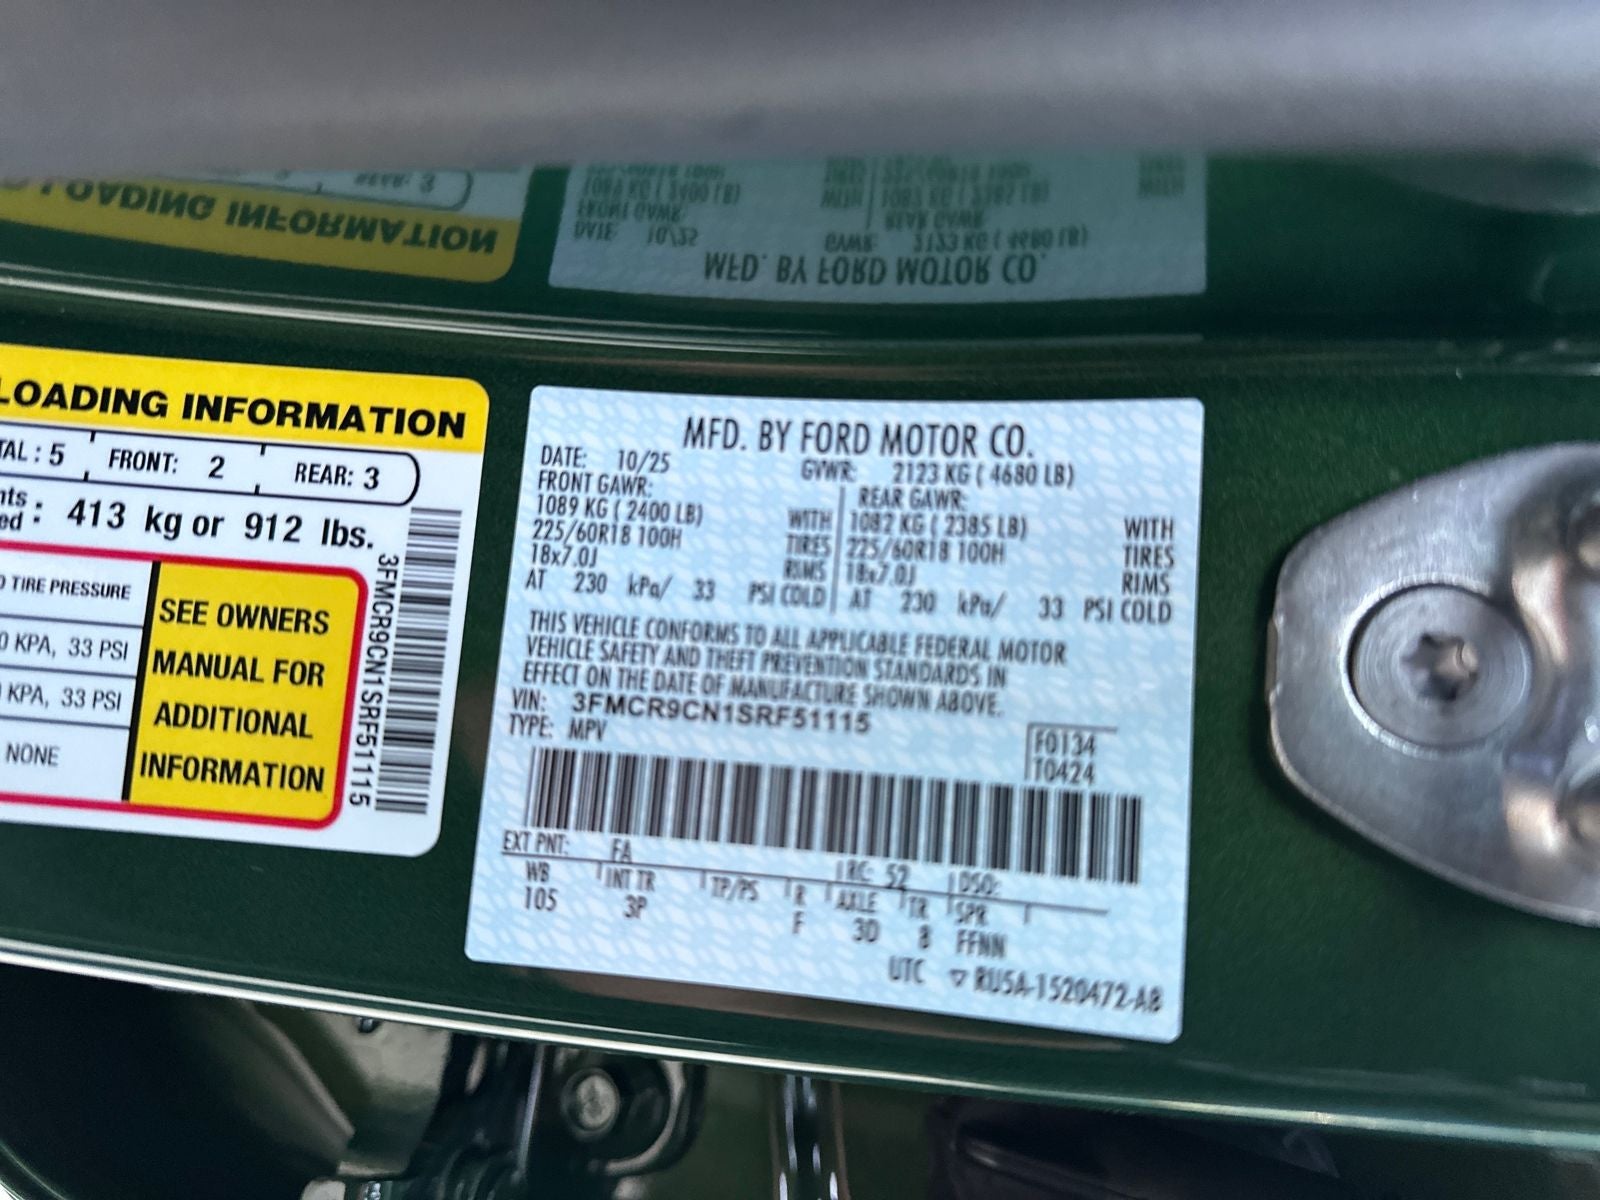 LOADING INFORMATION
TAL : 5 FRONT: 2 REAR: 3
nts
ed : 413 kg or 912 lbs.
TIRE PRESSURE
0 KPA, 33 PSI
KPA, 33 PSI
NONE
SEE OWNERS
MANUAL FOR
ADDITIONAL
INFORMATION
3FMCR9CN1SRF51115
MFD. BY FORD MOTOR CO.
DATE: 10/25 GVWR: 2123 KG ( 4680 LB)
FRONT GAWR: REAR GAWR:
1089 KG ( 2400 LB) WITH 1082 KG ( 2385 LB) WITH
225/60R18 100H TIRES 225/60R18 100H TIRES
18x7.0J RIMS 18x7.0J RIMS
AT 230 kPa/ 33 PSI COLD AT 230 kPa/ 33 PSI COLD
THIS VEHICLE CONFORMS TO ALL APPLICABLE FEDERAL MOTOR
VEHICLE SAFETY AND THEFT PREVENTION STANDARDS IN
EFFECT ON THE DATE OF MANUFACTURE SHOWN ABOVE.
VIN: 3FMCR9CN1SRF51115
TYPE: MPV
F0134
T0424
EXT PNT: FA RC: 52 DSO:
WB INT TR TP/PS R AXLE TR SPR
105 3P F 3D 8 FFNN
UTC ▽ RU5A-1520472-AB